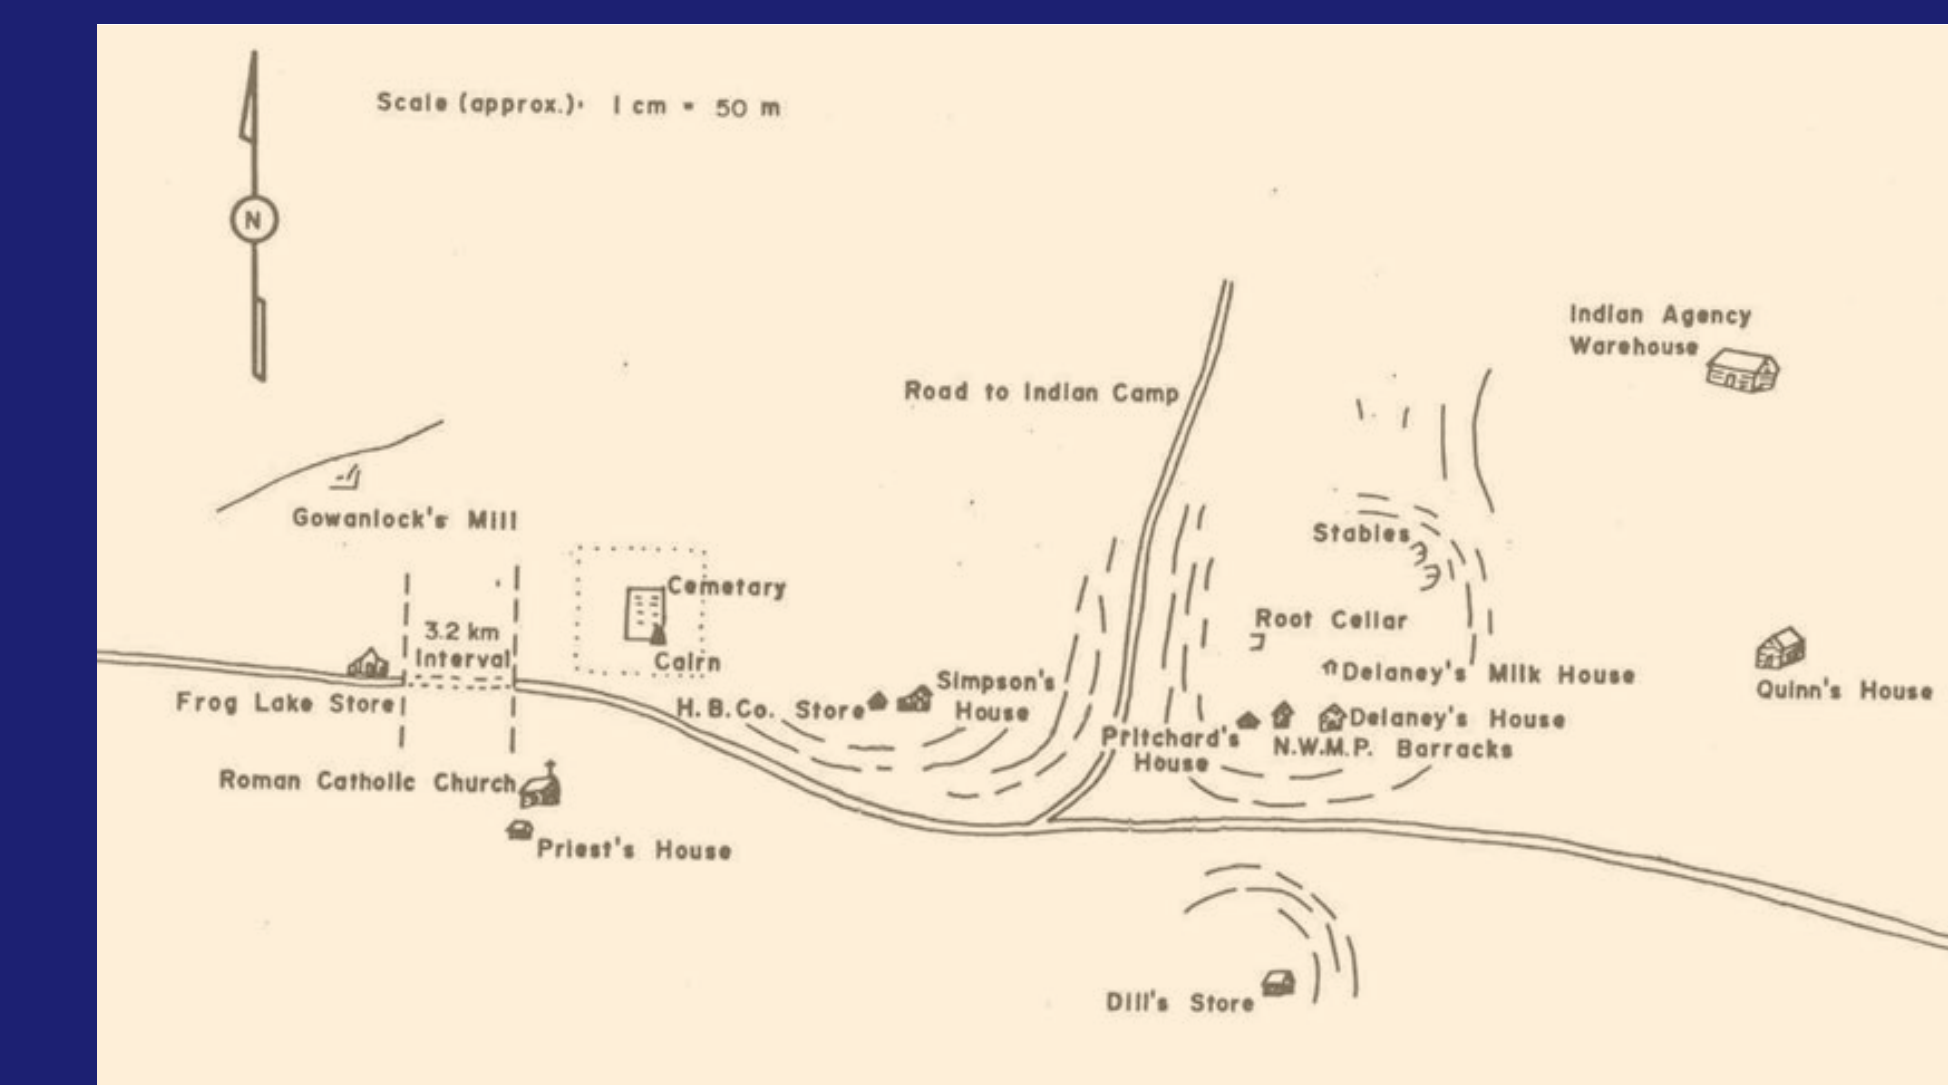 Scale (approx.): 1 cm = 50 m
N
Indian Agency
Warehouse
Road to Indian Camp
Gowanlock's Mill
Stables
Cemetary
Root Cellar
3.2 km
Interval
Cairn
Delaney's Milk House
Simpson's
House
Quinn's House
Frog Lake Store
H.B.Co. Store
Delaney's House
Pritchard's
House
N.W.M.P. Barracks
Roman Catholic Church
Priest's House
Dill's Store